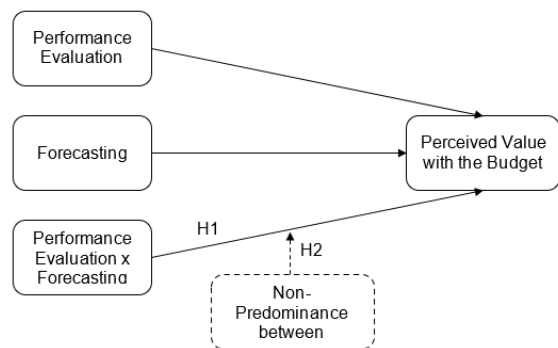 Performance
Evaluation
Forecasting
Perceived Value
with the Budget
Performance
Evaluation x
Forecasting
H1
H2
Non-
Predominance
between